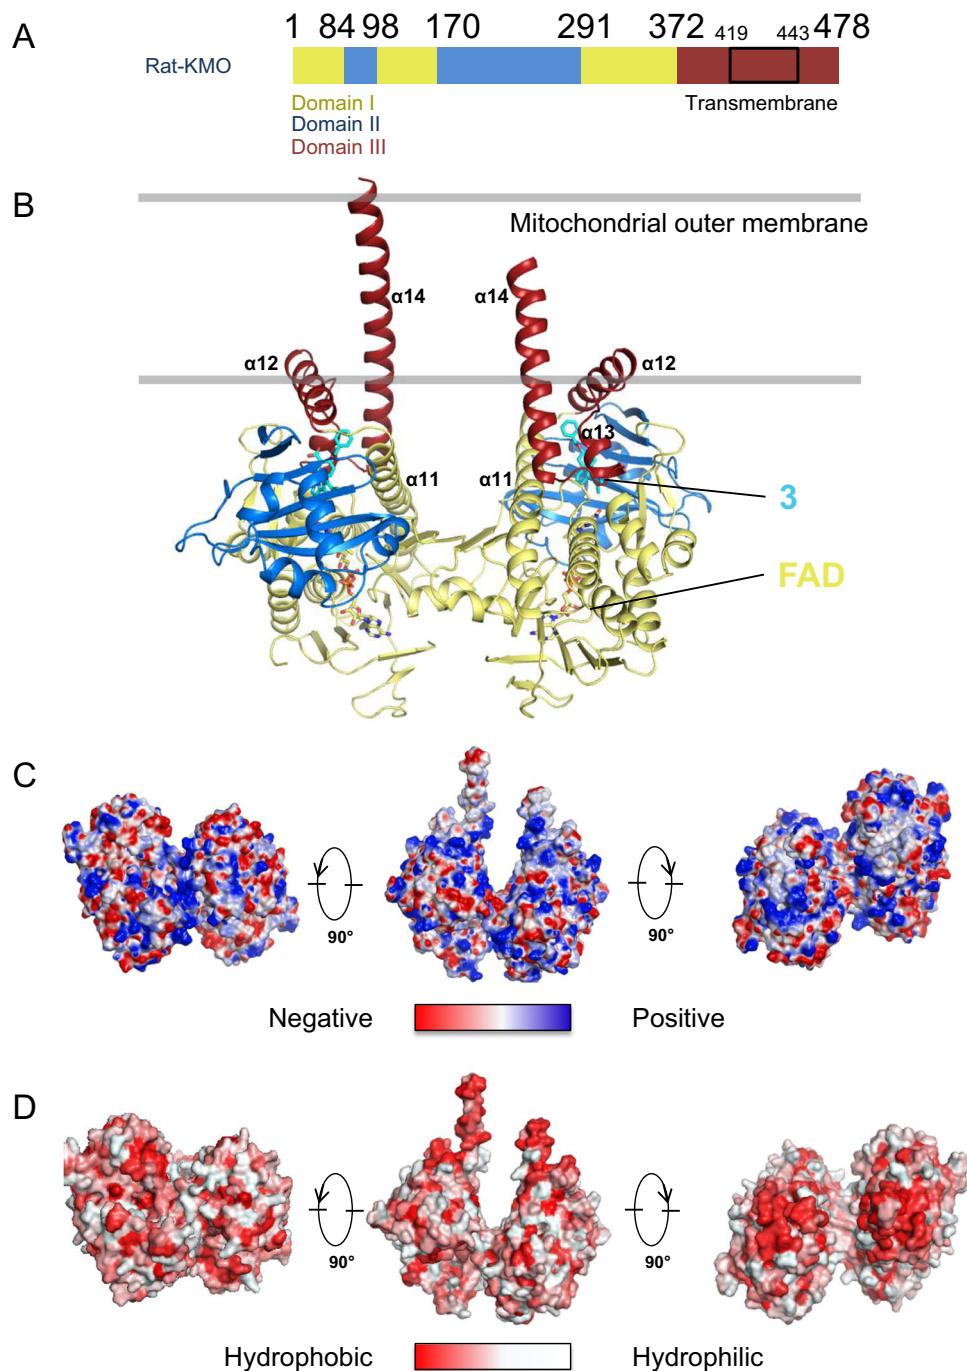 A
1 84 98 170 291 372 419 443 478
Rat-KMO
Domain I
Domain II
Domain III
Transmembrane
B
Mitochondrial outer membrane
α14 α14
α12 α12
α13
α11 α11
3
FAD
C
90° 90°
Negative Positive
D
90° 90°
Hydrophobic Hydrophilic